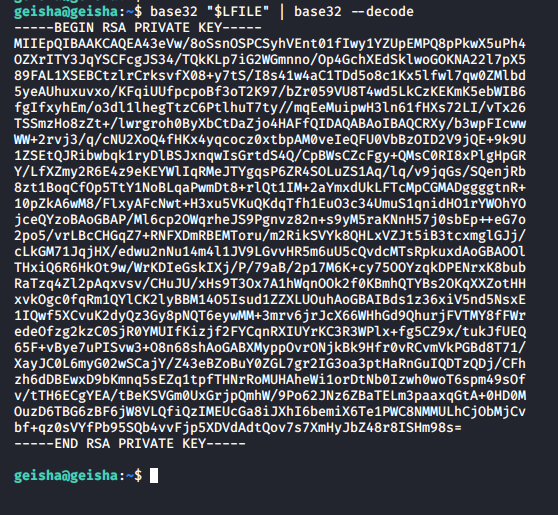 geisha@geisha:~$ base32 "$LFILE" | base32 --decode
-----BEGIN RSA PRIVATE KEY-----
MIIEpQIBAAKCAQEA43eVw/8oSsnOSPCSyhVEnt01fIwy1YZUpEMPQ8pPkwX5uPh4
OZXrITY3JqYSCFcgJS34/TQkKLp7iG2WGmnno/Op4GchXEdSklwoGOKNA22l7pX5
89FAL1XSEBCtzlrCrksvfX08+y7tS/I8s41w4aC1TDd5o8c1Kx5lfwl7qw0ZMlbd
5yeAUhuxuvxo/KFqiUUfpcpoBf3oT2K97/bZr059VU8T4wd5LkCzKEKmK5ebWIB6
fgIfxyhEm/o3dl1lhegTtzC6PtlhuT7ty//mqEeMuipwH3ln61fHXs72LI/vTx26
TSSmzHo8zZt+/lwrgroh0ByXbCtDaZjo4HAFfQIDAQABAoIBAQCRXy/b3wpFIcww
WW+2rvj3/q/cNU2XoQ4fHKx4yqcocz0xtbpAM0veIeQFU0VbBzOID2V9jQE+9k9U
1ZSEtQJRibwbqk1ryDlBSJxnqwIsGrtdS4Q/CpBWsCZcFgy+QMsC0RI8xPlgHpGR
Y/LfXZmy2R6E4z9eKEYWlIqRMeJTYgqsP6ZR4SOLuZS1Aq/lq/v9jqGs/SQenjRb
8zt1BoqCfOp5TtY1NoBLqaPwmDt8+rlQt1IM+2aYmxdUkLFTcMpCGMADggggtnR+
10pZkA6wM8/FlxyAFcNwt+H3xu5VKuQKdqTfh1EuO3c34UmuS1qnidHO1rYWOhYO
jceQYzoBAoGBAP/Ml6cp2OWqrheJS9Pgnvz82n+s9yM5raKNnH57j0sbEp++eG7o
2po5/vrLBcCHGqZ7+RNFXDmRBEMToru/m2RikSVYk8QHLxVZJt5iB3tcxmglGJj/
cLkGM71JqjHX/edwu2nNu14m4l1JV9LGvvHR5m6uU5cQvdcMTsRpkuxdAoGBAOOl
THxiQ6R6HkOt9w/WrKDIeGskIXj/P/79aB/2p17M6K+cy75OOYzqkDPENrxK8bub
RaTzq4Zl2pAqxvsv/CHuJU/xHs9T3Ox7A1hWqnOOk2f0KBmhQTYBs2OKqXXZotHH
xvkOgc0fqRm1QYlCK2lyBBM14O5Isud1ZZXLUOuhAoGBAIBds1z36xiV5nd5NsxE
1IQwf5XCvuK2dyQz3Gy8pNQT6eywMM+3mrv6jrJcX66WHhGd9QhurjFVTMY8fFWr
edeOfzg2kzC0SjR0YMUIfKizjf2FYCqnRXIUYrKC3R3WPlx+fg5CZ9x/tukJfUEQ
65F+vBye7uPISvw3+O8n68shAoGABXMyppOvrONjkBk9Hfr0vRCvmVkPGBd8T71/
XayJC0L6myG02wSCajY/Z43eBZoBuY0ZGL7gr2IG3oa3ptHaRnGuIQDTzQDj/CFh
zh6dDBEwxD9bKmnq5sEZq1tpfTHNrRoMUHAheWi1orDtNb0Izwh0woT6spm49sOf
v/tTH6ECgYEA/tBeKSVGm0UxGrjpQmhW/9Po62JNz6ZBaTELm3paaxqGtA+0HD0M
OuzD6TBG6zBF6jW8VLQfiQzIMEUcGa8iJXhI6bemiX6Te1PWC8NMMULhCjObMjCv
bf+qz0sVYfPb95SQb4vvFjp5XDVdAdtQov7s7XmHyJbZ48r8ISHm98s=
-----END RSA PRIVATE KEY-----
geisha@geisha:~$